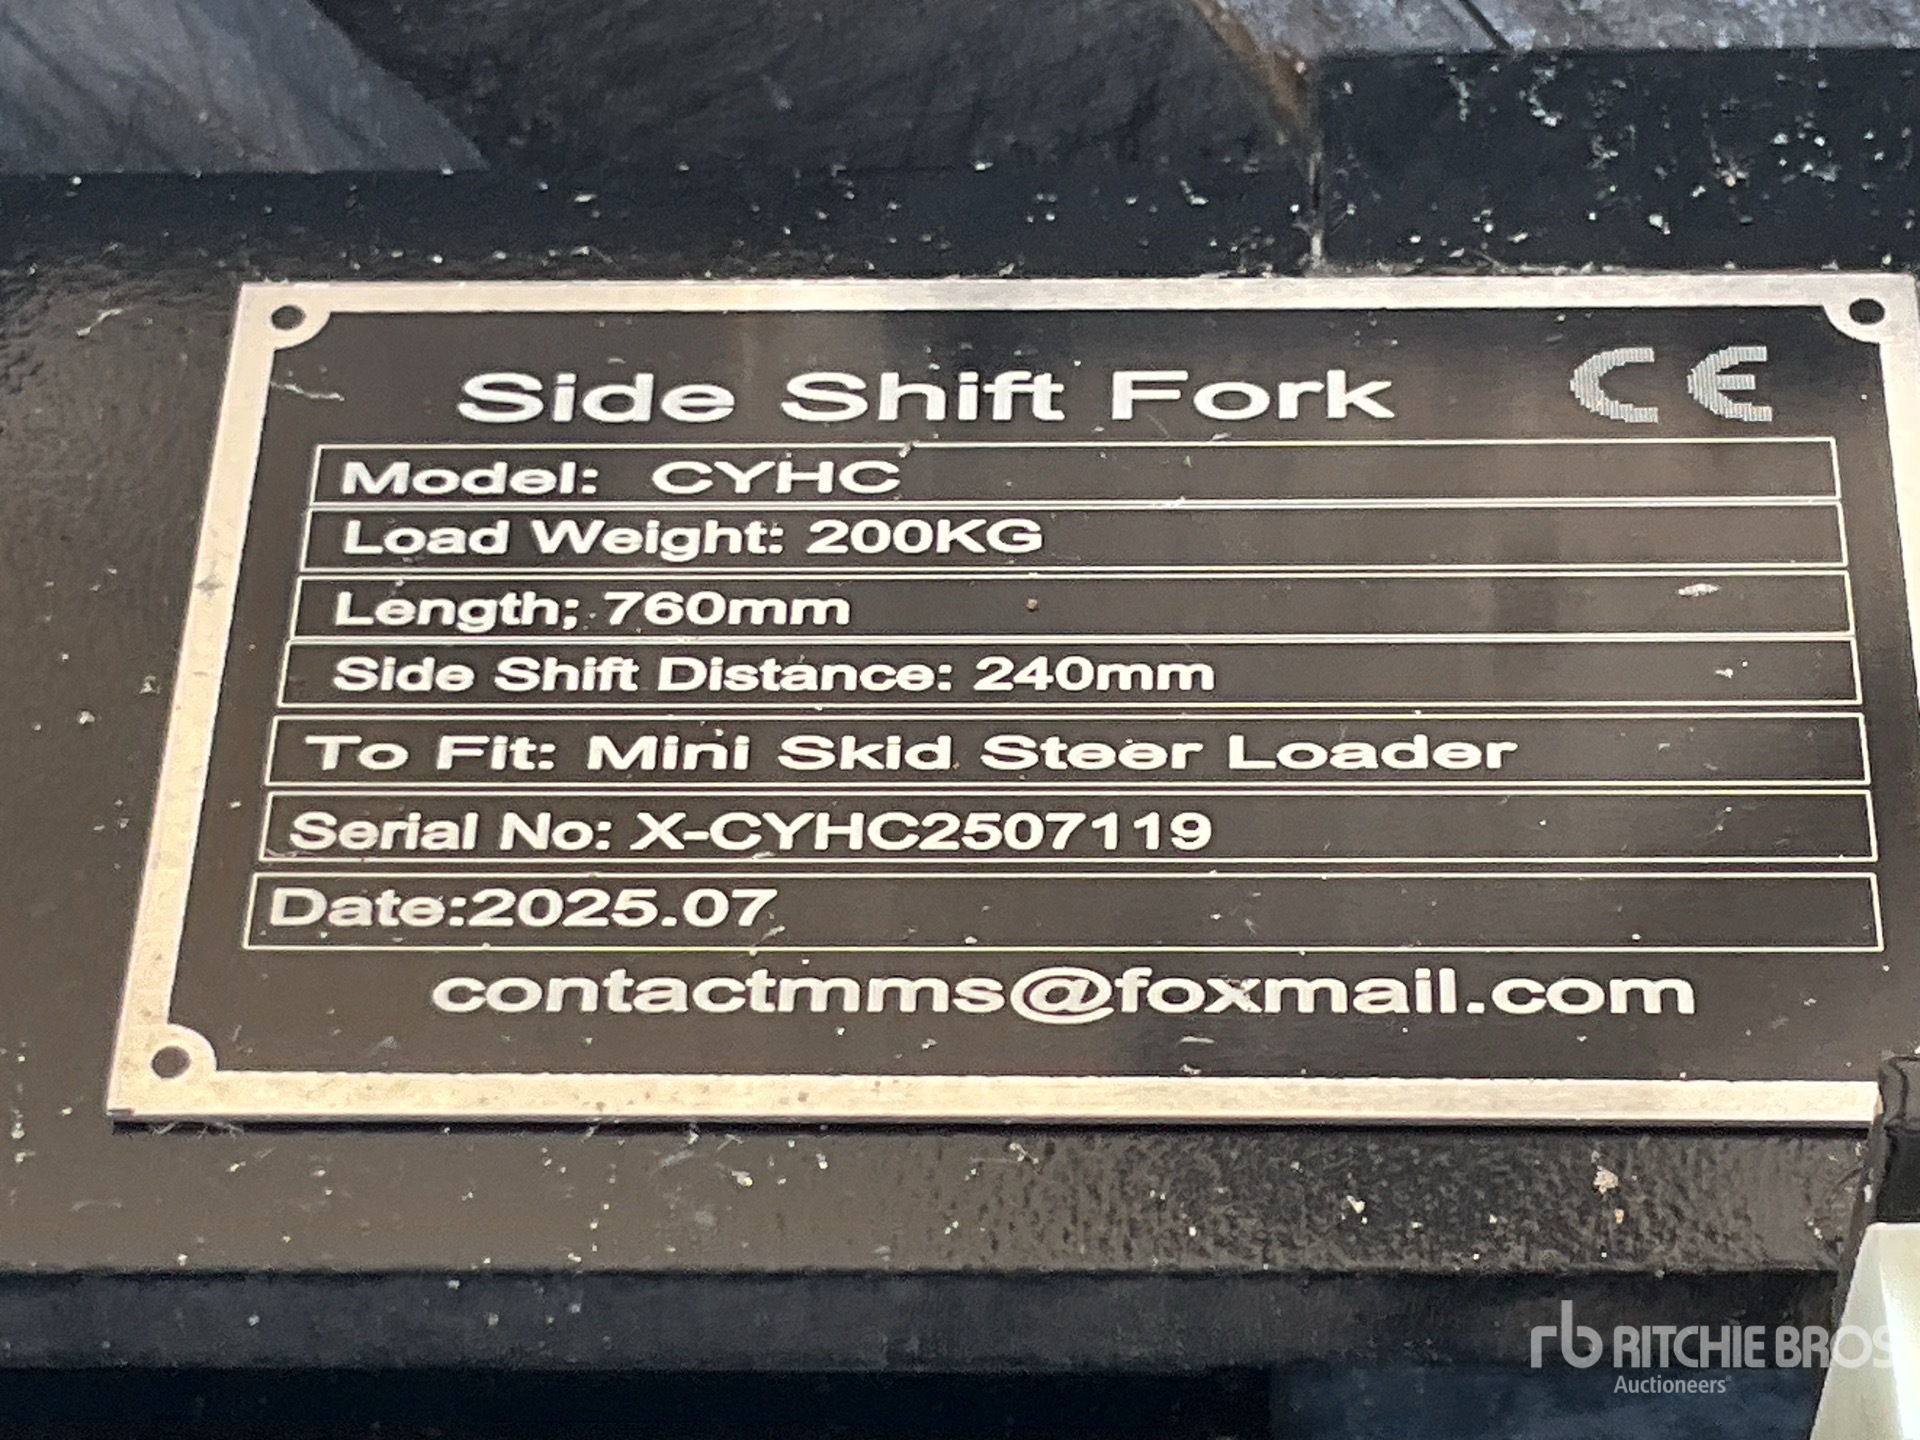 Side Shift Fork CE
Model: CYHC
Load Weight: 200KG
Length; 760mm
Side Shift Distance: 240mm
To Fit: Mini Skid Steer Loader
Serial No: X-CYHC2507119
Date:2025.07
contactmms@foxmail.com
rb RITCHIE BROS
Auctioneers